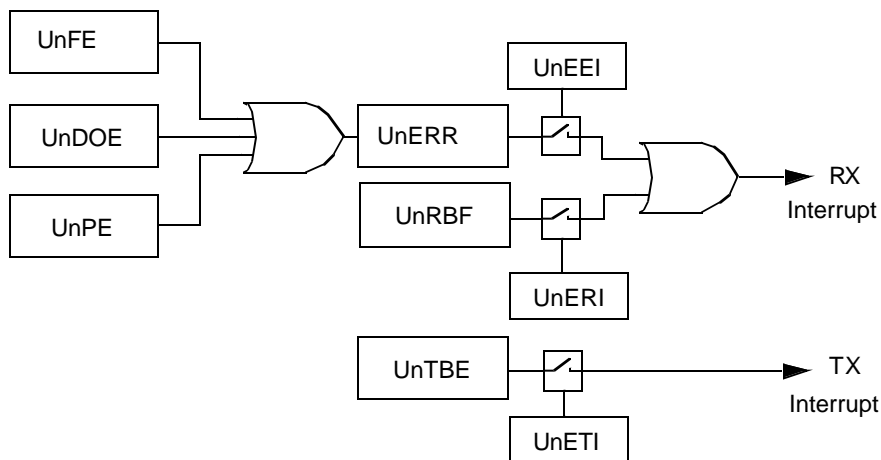 UnFE
UnEEI
UnDOE
UnERR
RX
Interrupt
UnPE
UnRBF
UnERI
UnTBE
TX
Interrupt
UnETI